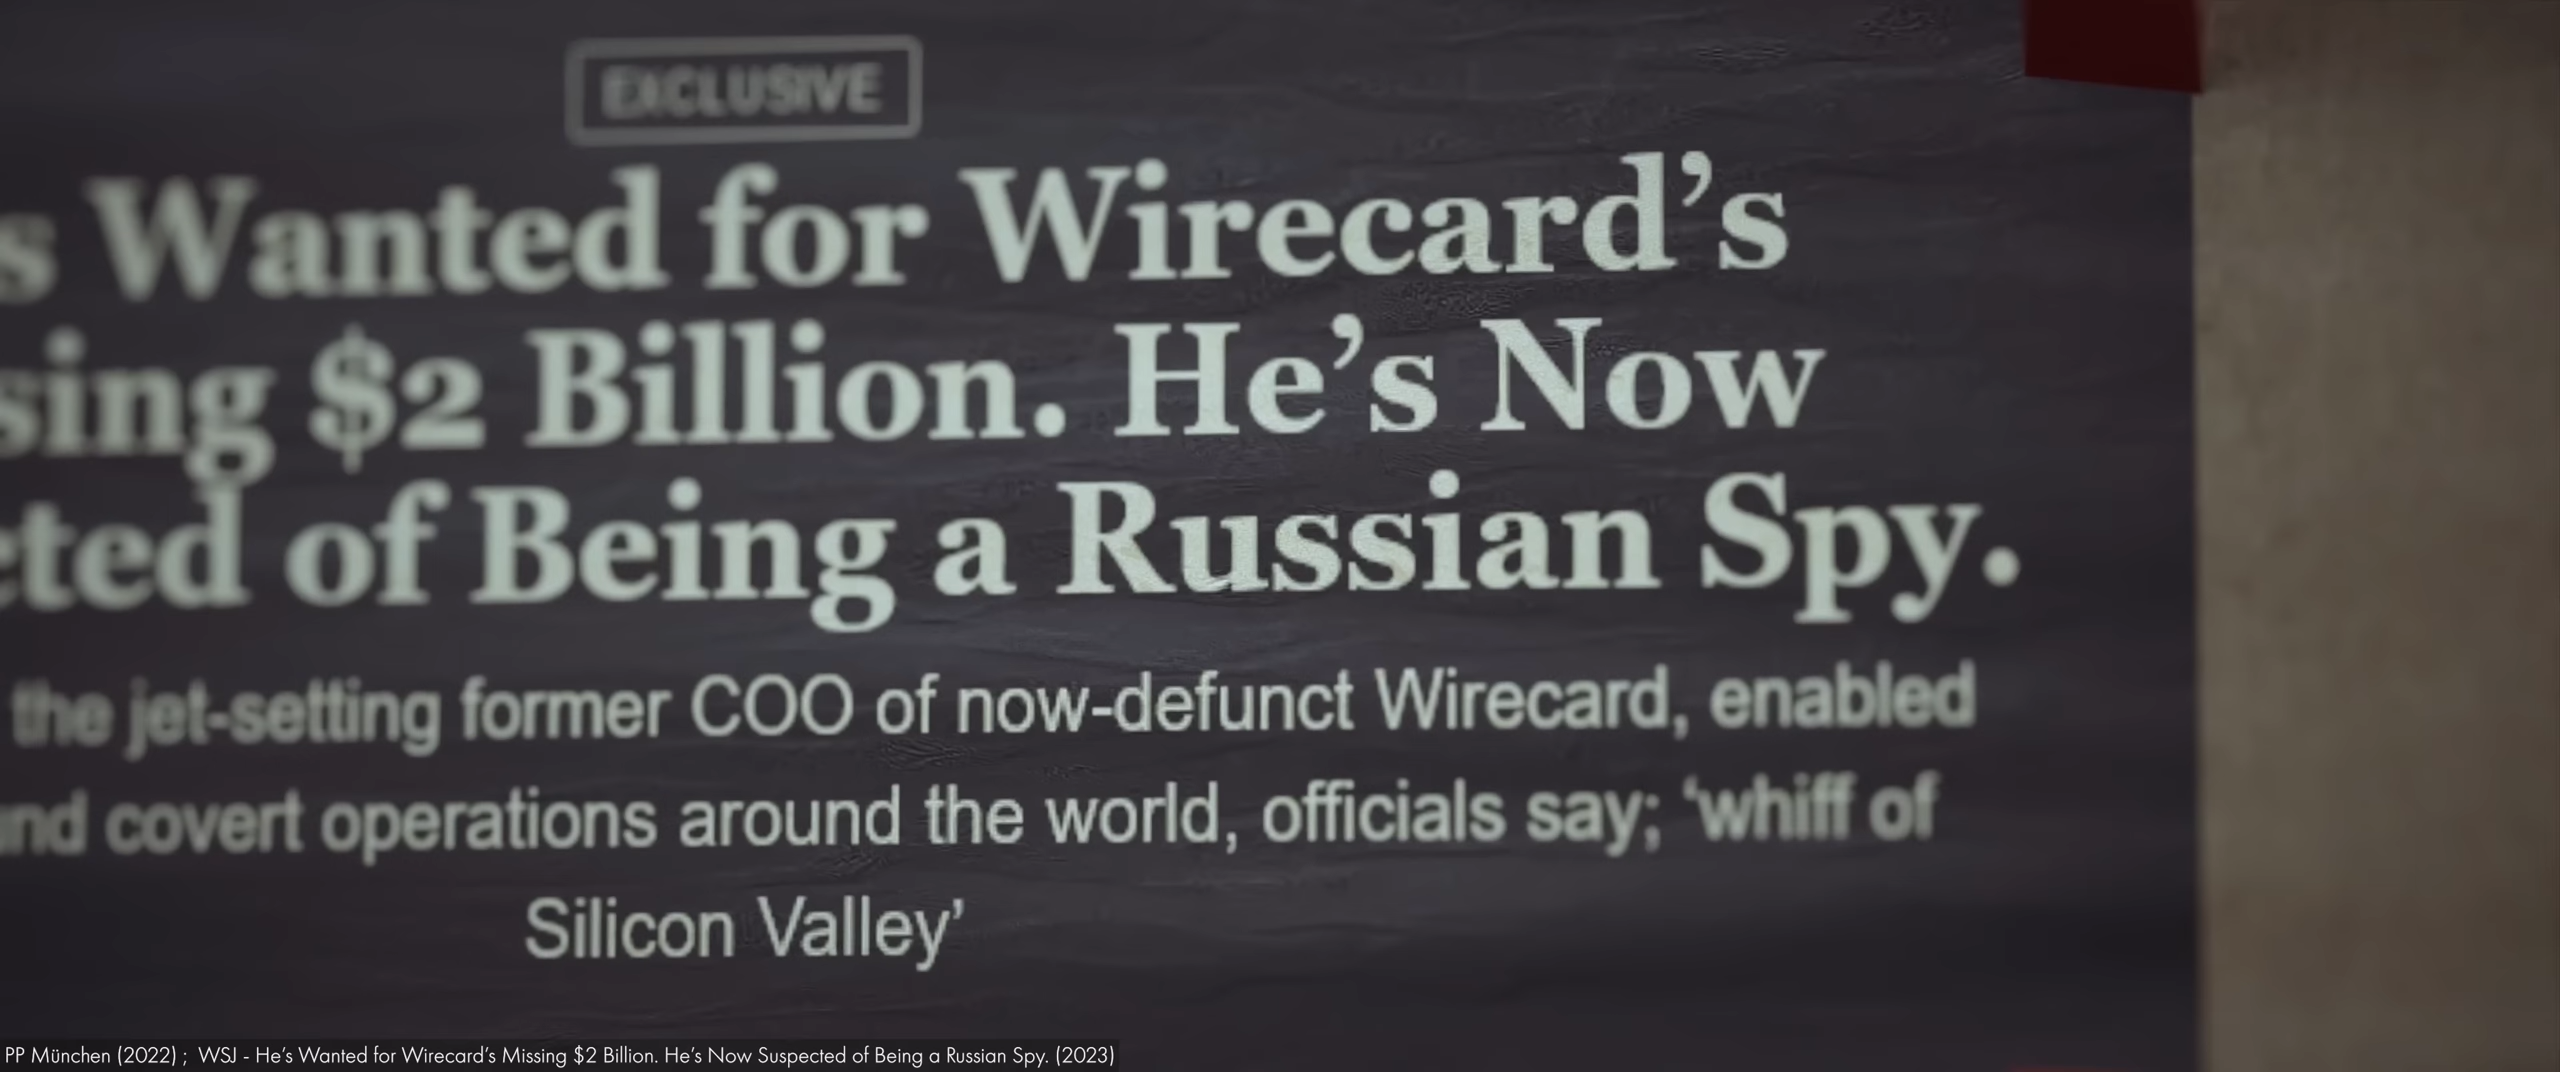 EXCLUSIVE
s Wanted for Wirecard’s
sing $2 Billion. He’s Now
cted of Being a Russian Spy.
the jet-setting former COO of now-defunct Wirecard, enabled
nd covert operations around the world, officials say; ‘whiff of
Silicon Valley’
PP München (2022) ; WSJ - He’s Wanted for Wirecard’s Missing $2 Billion. He’s Now Suspected of Being a Russian Spy. (2023)